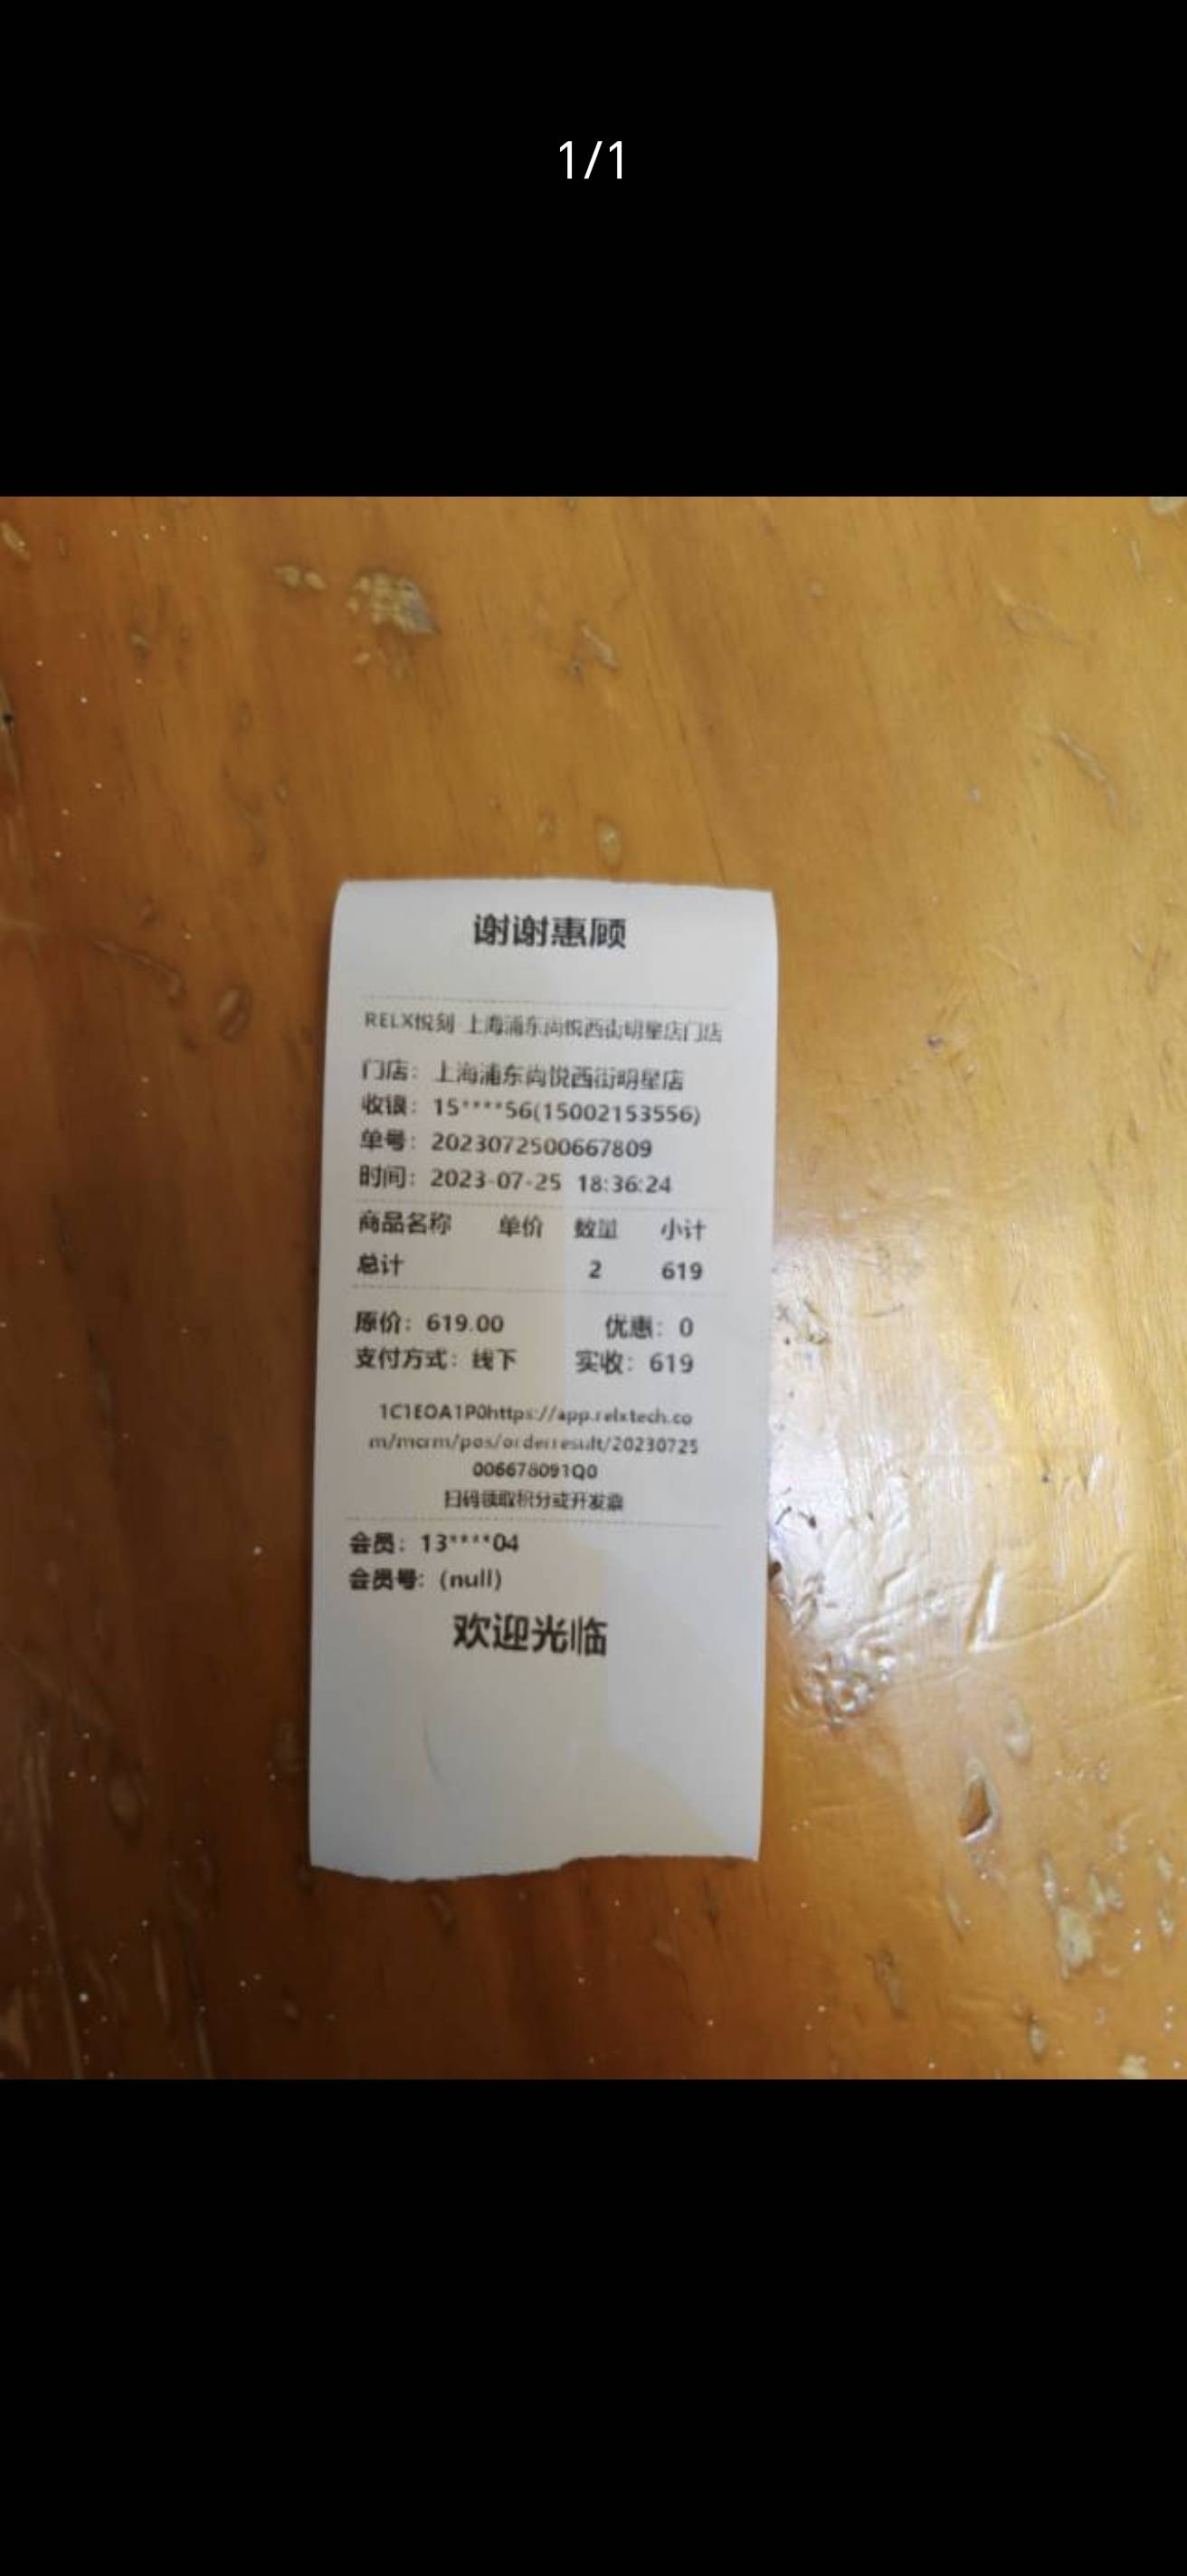 1/1
谢谢惠顾
RELX悦刻 上海浦东尚悦西街明星店门店
门店：上海浦东尚悦西街明星店
收银：15****56(15002153556)
单号：2023072500667809
时间：2023-07-25 18:36:24
商品名称 单价 数量 小计
总计 2 619
原价：619.00 优惠：0
支付方式：线下 实收：619
1C1EOA1P0https://app.relxtech.co
m/mcrm/pos/orderresult/20230725
006678091Q0
扫码领取积分或开发票
会员：13****04
会员号：(null)
欢迎光临